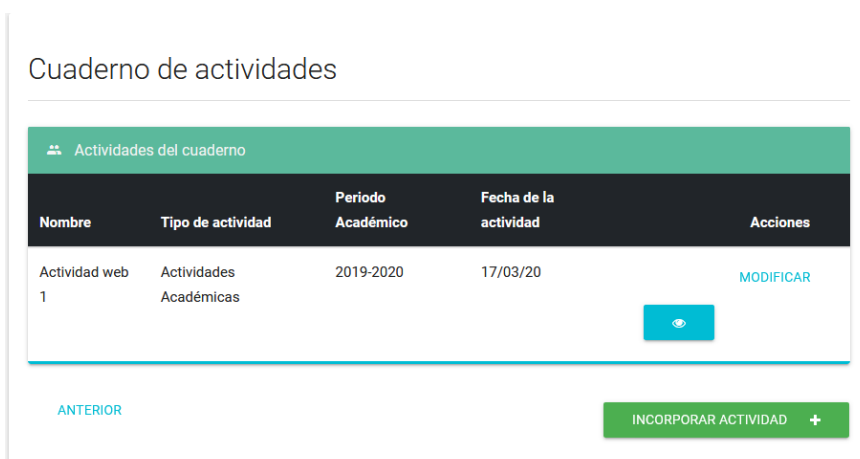 Cuaderno de actividades
Actividades del cuaderno
Nombre Tipo de actividad Periodo Académico Fecha de la actividad Acciones
Actividad web 1 Actividades Académicas 2019-2020 17/03/20 MODIFICAR
ANTERIOR INCORPORAR ACTIVIDAD +